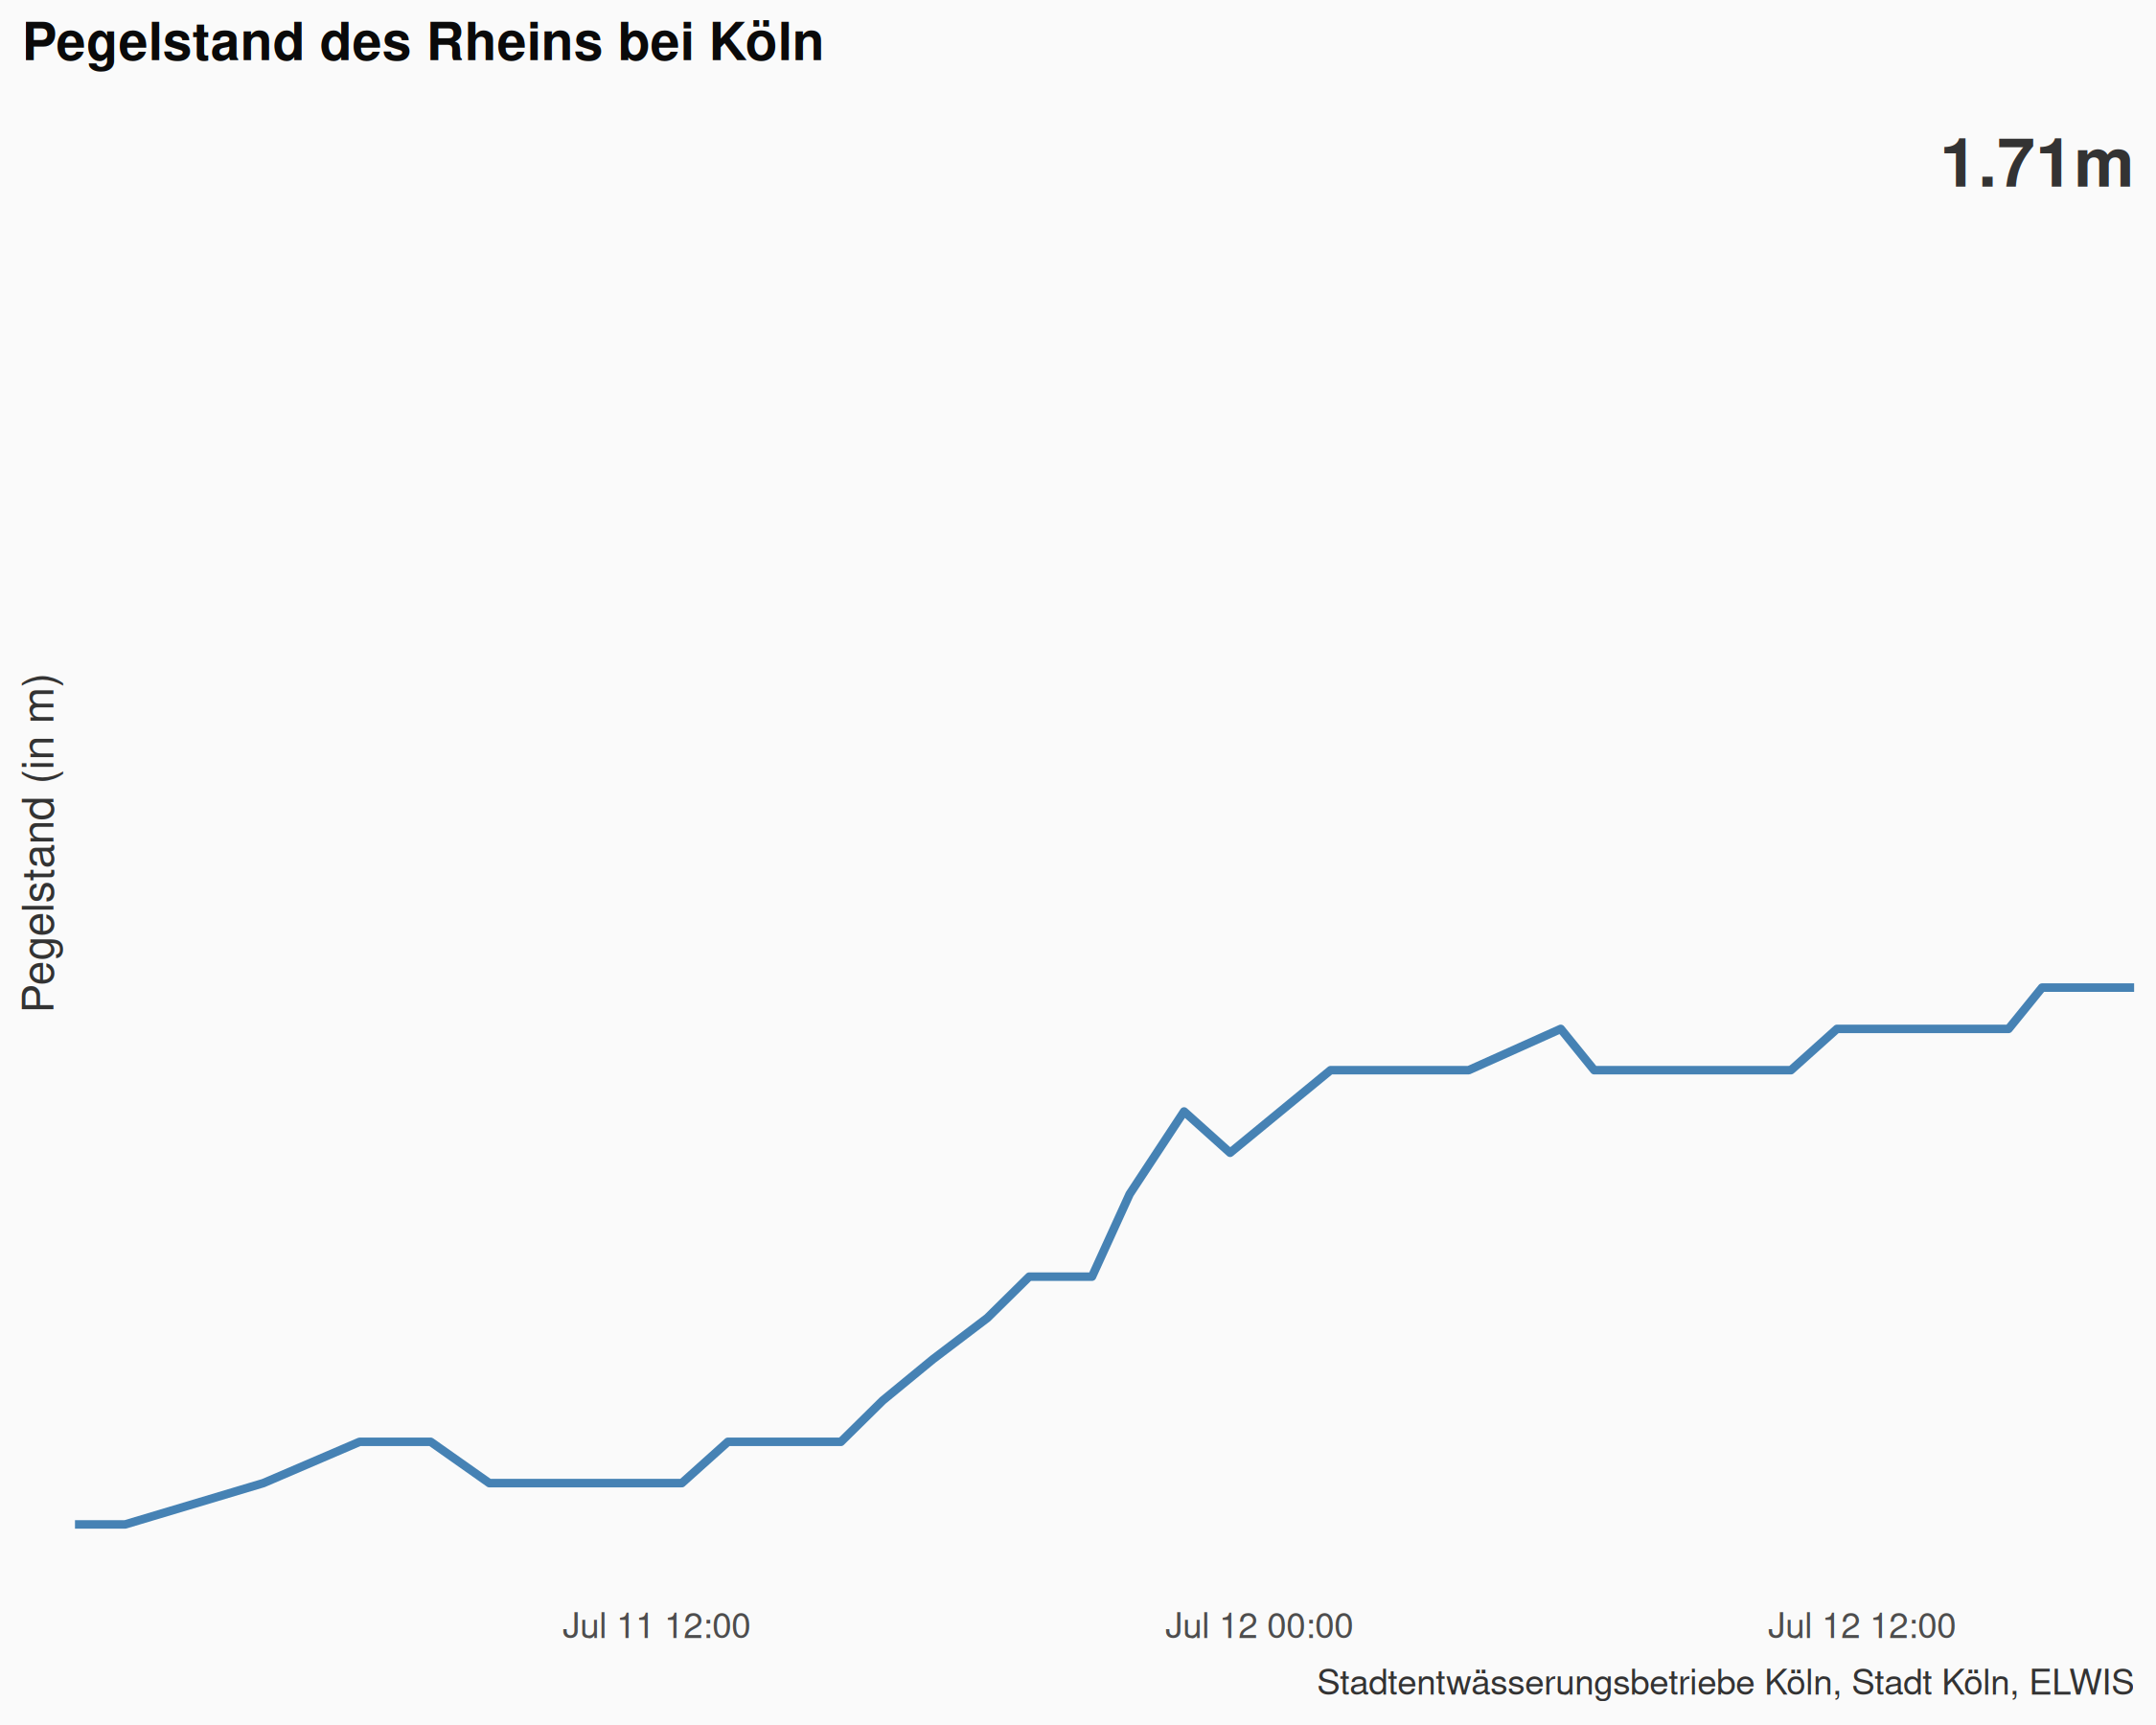 Pegelstand des Rheins bei Köln
1.71m
Pegelstand (in m)
Jul 11 12:00
Jul 12 00:00
Jul 12 12:00
Stadtentwässerungsbetriebe Köln, Stadt Köln, ELWIS